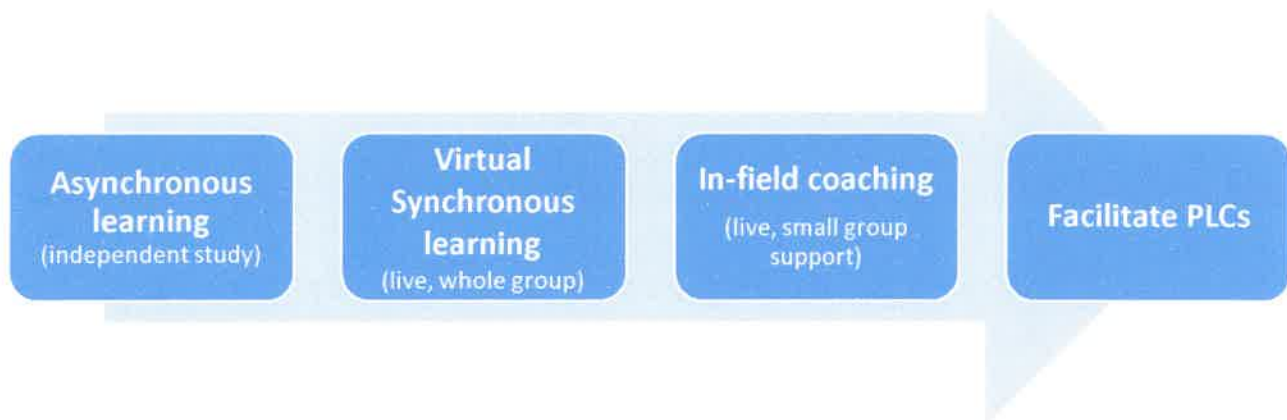 Asynchronous
learning
(independent study)
Virtual
Synchronous
learning
(live, whole group)
In-field coaching
(live, small group
support)
Facilitate PLCs